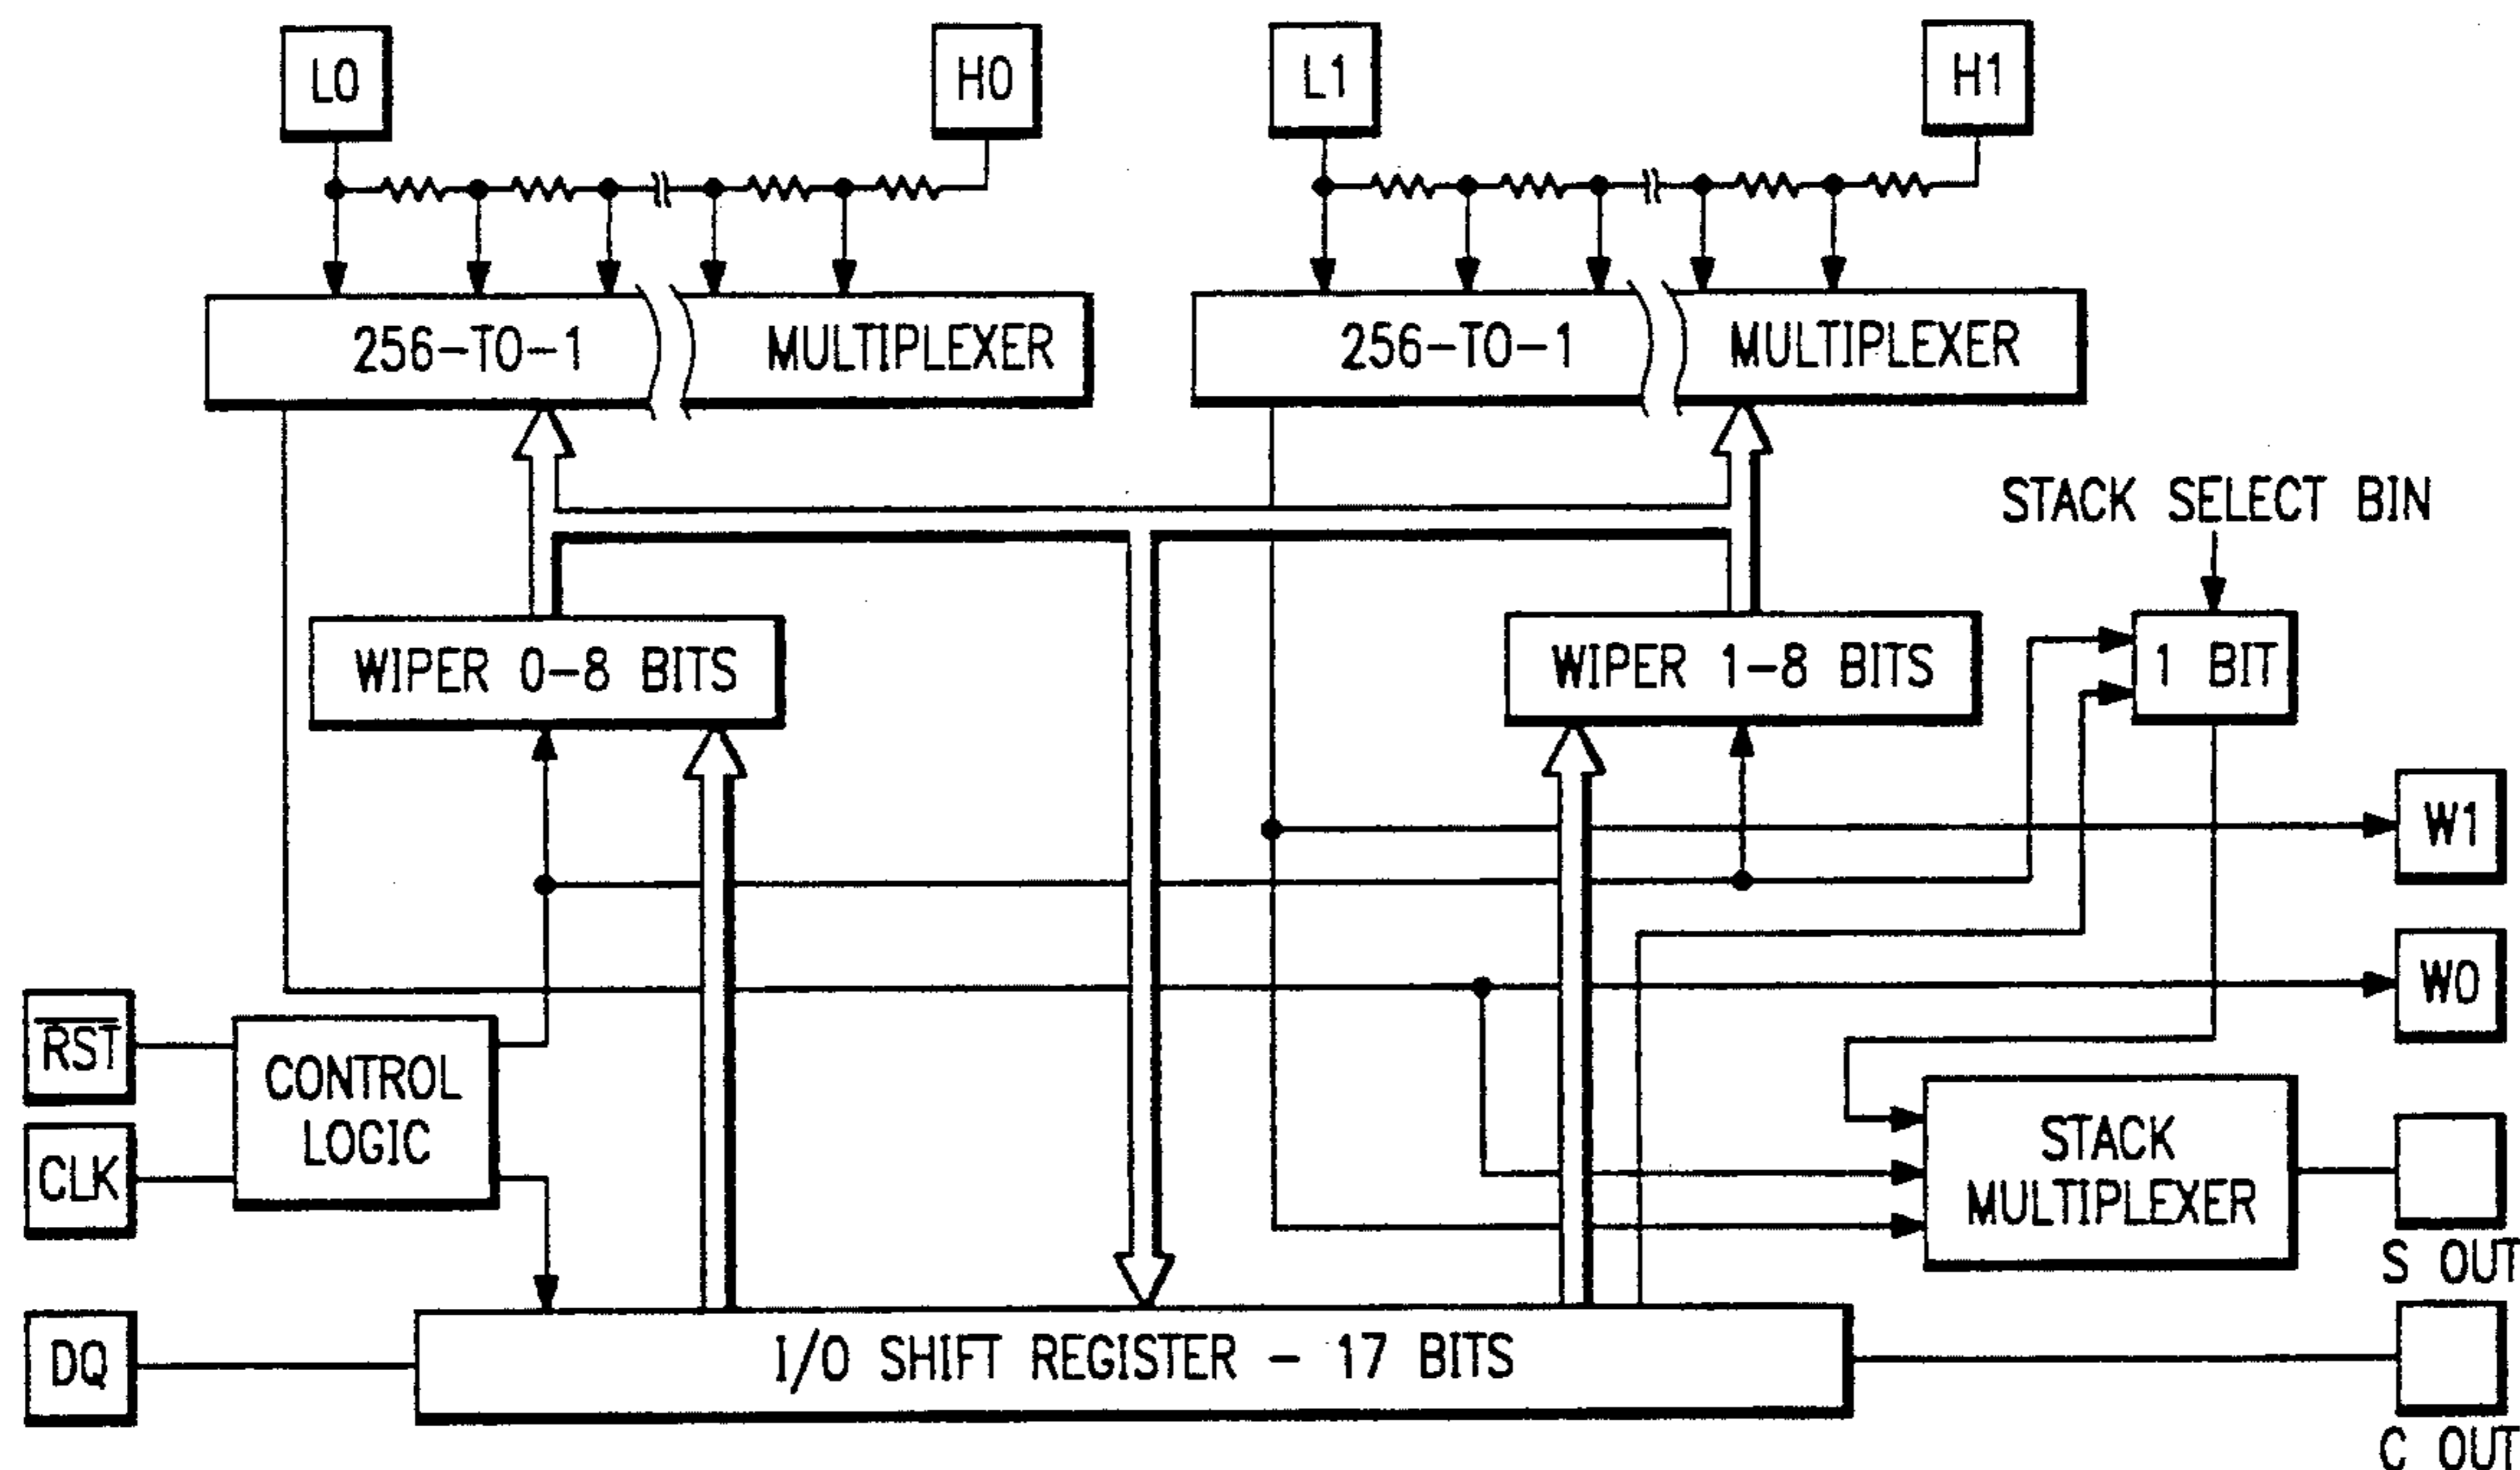 L0
H0
L1
H1
256-TO-1 MULTIPLEXER
256-TO-1 MULTIPLEXER
STACK SELECT BIN
WIPER 0-8 BITS
WIPER 1-8 BITS
1 BIT
W1
W0
RST
CONTROL
LOGIC
CLK
STACK
MULTIPLEXER
S OUT
DQ
I/O SHIFT REGISTER - 17 BITS
C OUT